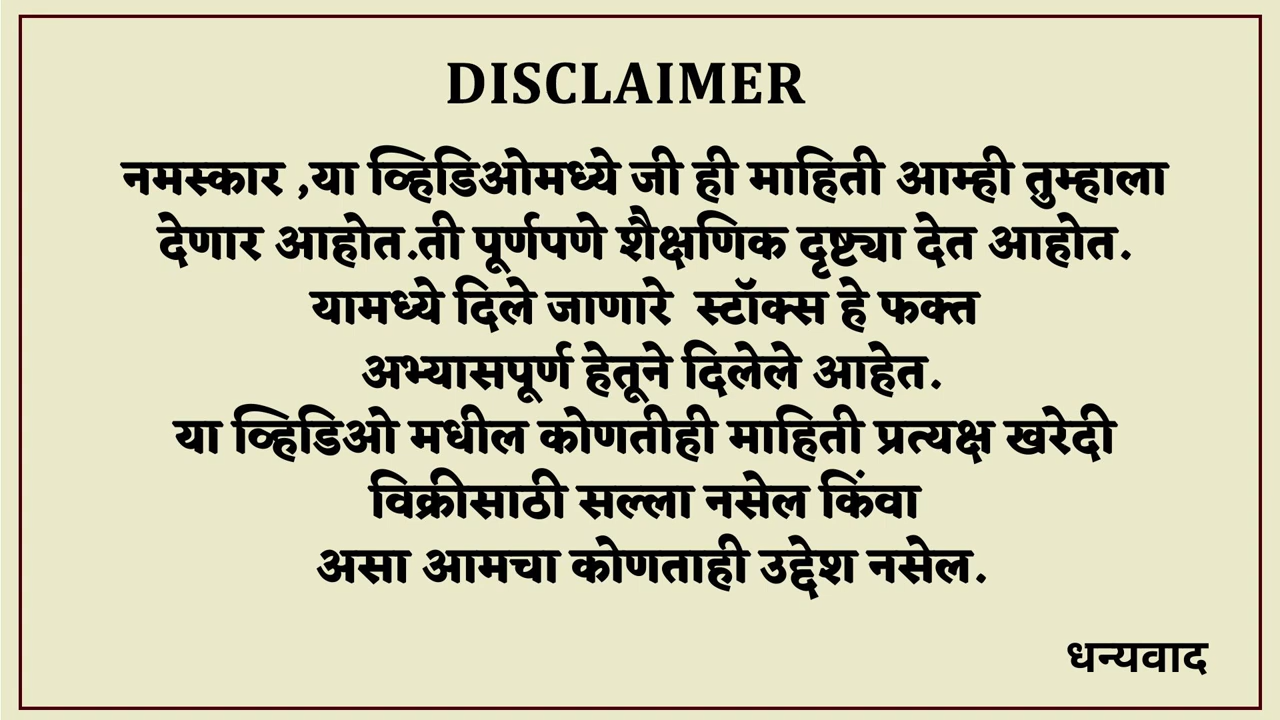 DISCLAIMER
नमस्कार ,या व्हिडिओमध्ये जी ही माहिती आम्ही तुम्हाला
देणार आहोत.ती पूर्णपणे शैक्षणिक दृष्ट्या देत आहोत.
यामध्ये दिले जाणारे  स्टॉक्स हे फक्त
अभ्यासपूर्ण हेतूने दिलेले आहेत.
या व्हिडिओ मधील कोणतीही माहिती प्रत्यक्ष खरेदी
विक्रीसाठी सल्ला नसेल किंवा
असा आमचा कोणताही उद्देश नसेल.
धन्यवाद